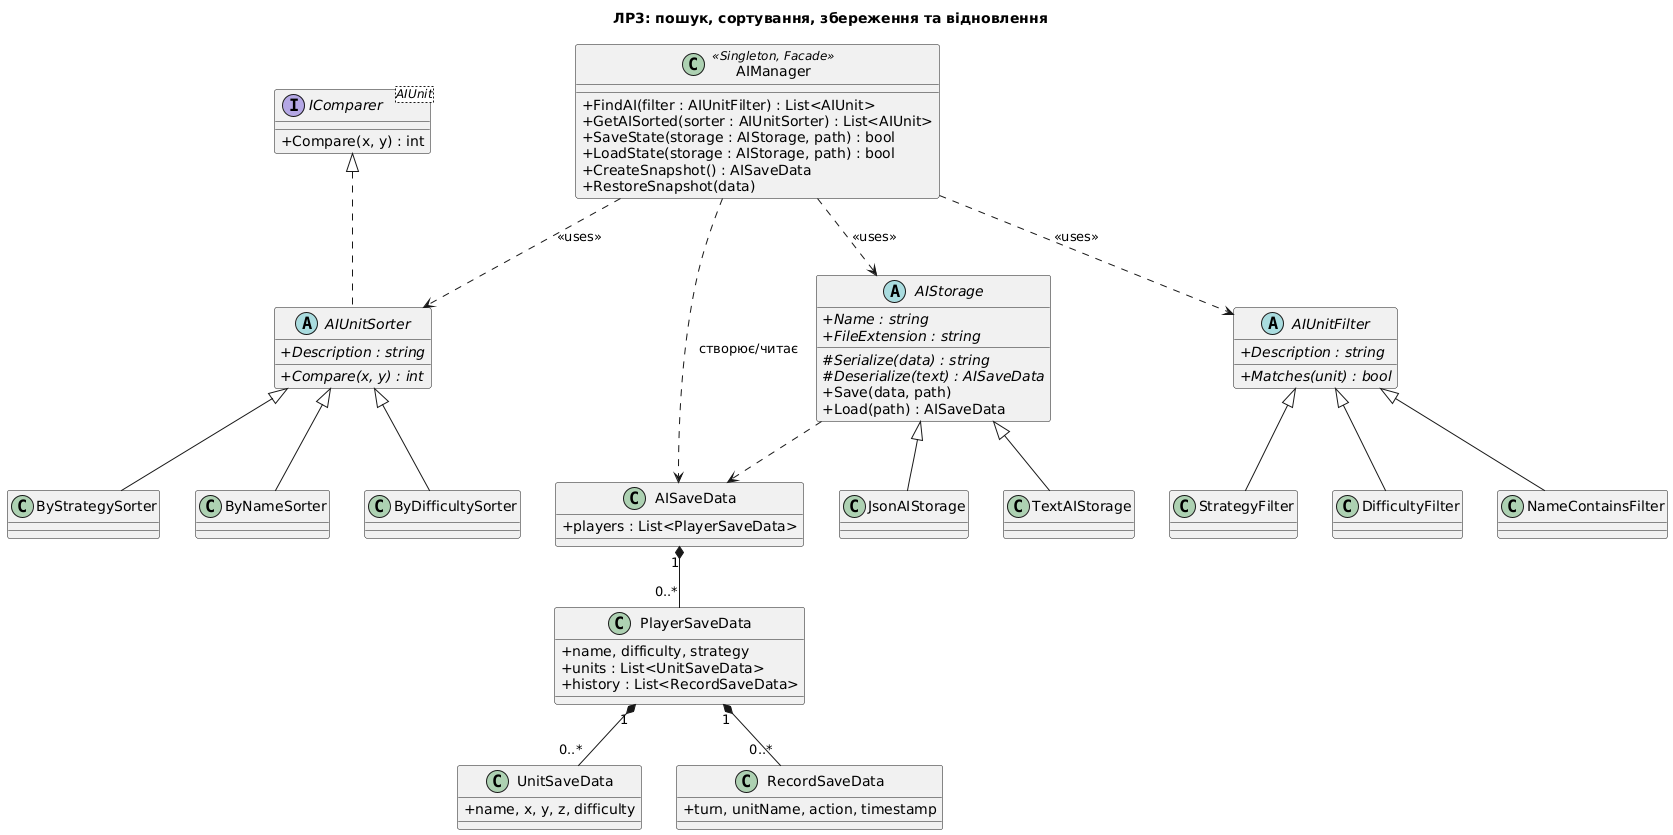 ЛР3: пошук, сортування, збереження та відновлення
«Singleton, Facade»
AIManager
+FindAI(filter : AIUnitFilter) : List<AIUnit>
+GetAISorted(sorter : AIUnitSorter) : List<AIUnit>
+SaveState(storage : AIStorage, path) : bool
+LoadState(storage : AIStorage, path) : bool
+CreateSnapshot() : AISaveData
+RestoreSnapshot(data)
AIUnit
IComparer
+Compare(x, y) : int
«uses»
«uses»
«uses»
створює/читає
AIUnitSorter
+Description : string
+Compare(x, y) : int
AIStorage
+Name : string
+FileExtension : string
#Serialize(data) : string
#Deserialize(text) : AISaveData
+Save(data, path)
+Load(path) : AISaveData
AIUnitFilter
+Description : string
+Matches(unit) : bool
ByStrategySorter
ByNameSorter
ByDifficultySorter
AISaveData
+players : List<PlayerSaveData>
JsonAIStorage
TextAIStorage
StrategyFilter
DifficultyFilter
NameContainsFilter
1
0..*
PlayerSaveData
+name, difficulty, strategy
+units : List<UnitSaveData>
+history : List<RecordSaveData>
1
1
0..*
0..*
UnitSaveData
+name, x, y, z, difficulty
RecordSaveData
+turn, unitName, action, timestamp